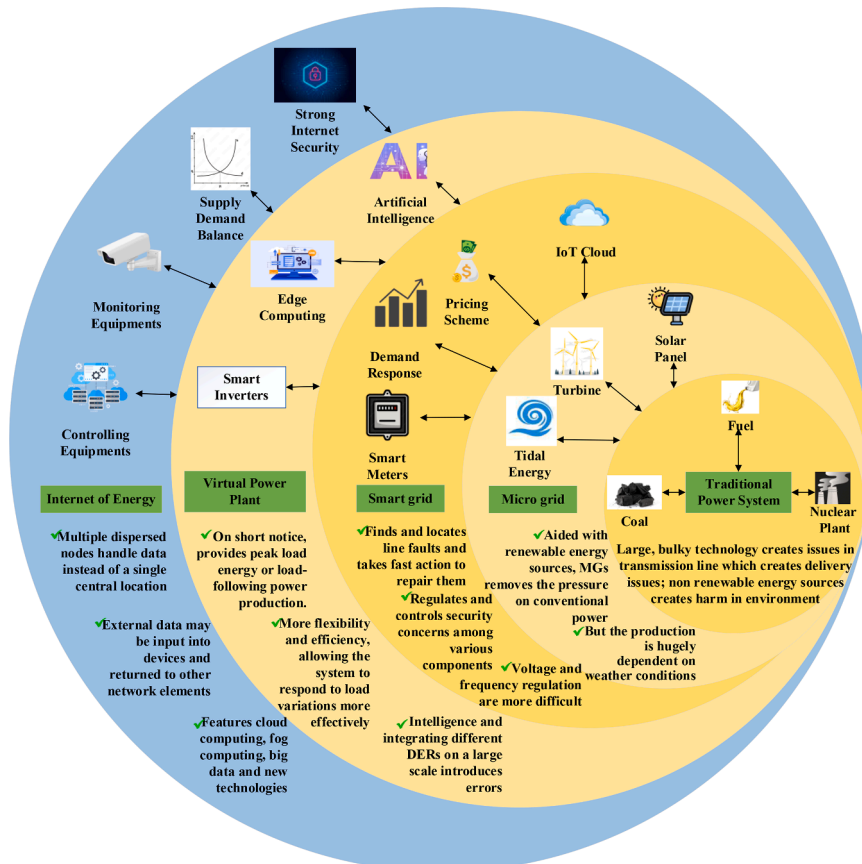 Strong
Internet
Security
Supply
Demand
Balance
AI
Artificial
Intelligence
IoT Cloud
Monitoring
Equipments
Edge
Computing
Pricing
Scheme
Solar
Panel
Demand
Response
Turbine
Smart
Inverters
Controlling
Equipments
Smart
Meters
Tidal
Energy
Fuel
Coal
Nuclear
Plant
Internet of Energy
Virtual Power
Plant
Smart grid
Micro grid
Traditional
Power System
Multiple dispersed
nodes handle data
instead of a single
central location
External data may
be input into
devices and
returned to other
network elements
Features cloud
computing, fog
computing, big
data and new
technologies
On short notice,
provides peak load
energy or load-
following power
production.
More flexibility
and efficiency,
allowing the
system to
respond to load
variations more
effectively
Finds and locates
line faults and
takes fast action to
repair them
Regulates and
controls security
concerns among
various
components
Intelligence and
integrating different
DERs on a large
scale introduces
errors
Aided with
renewable energy
sources, MGs
removes the pressure
on conventional
power
But the production
is hugely
dependent on
weather conditions
Voltage and
frequency regulation
are more difficult
Large, bulky technology creates issues in
transmission line which creates delivery
issues; non renewable energy sources
creates harm in environment